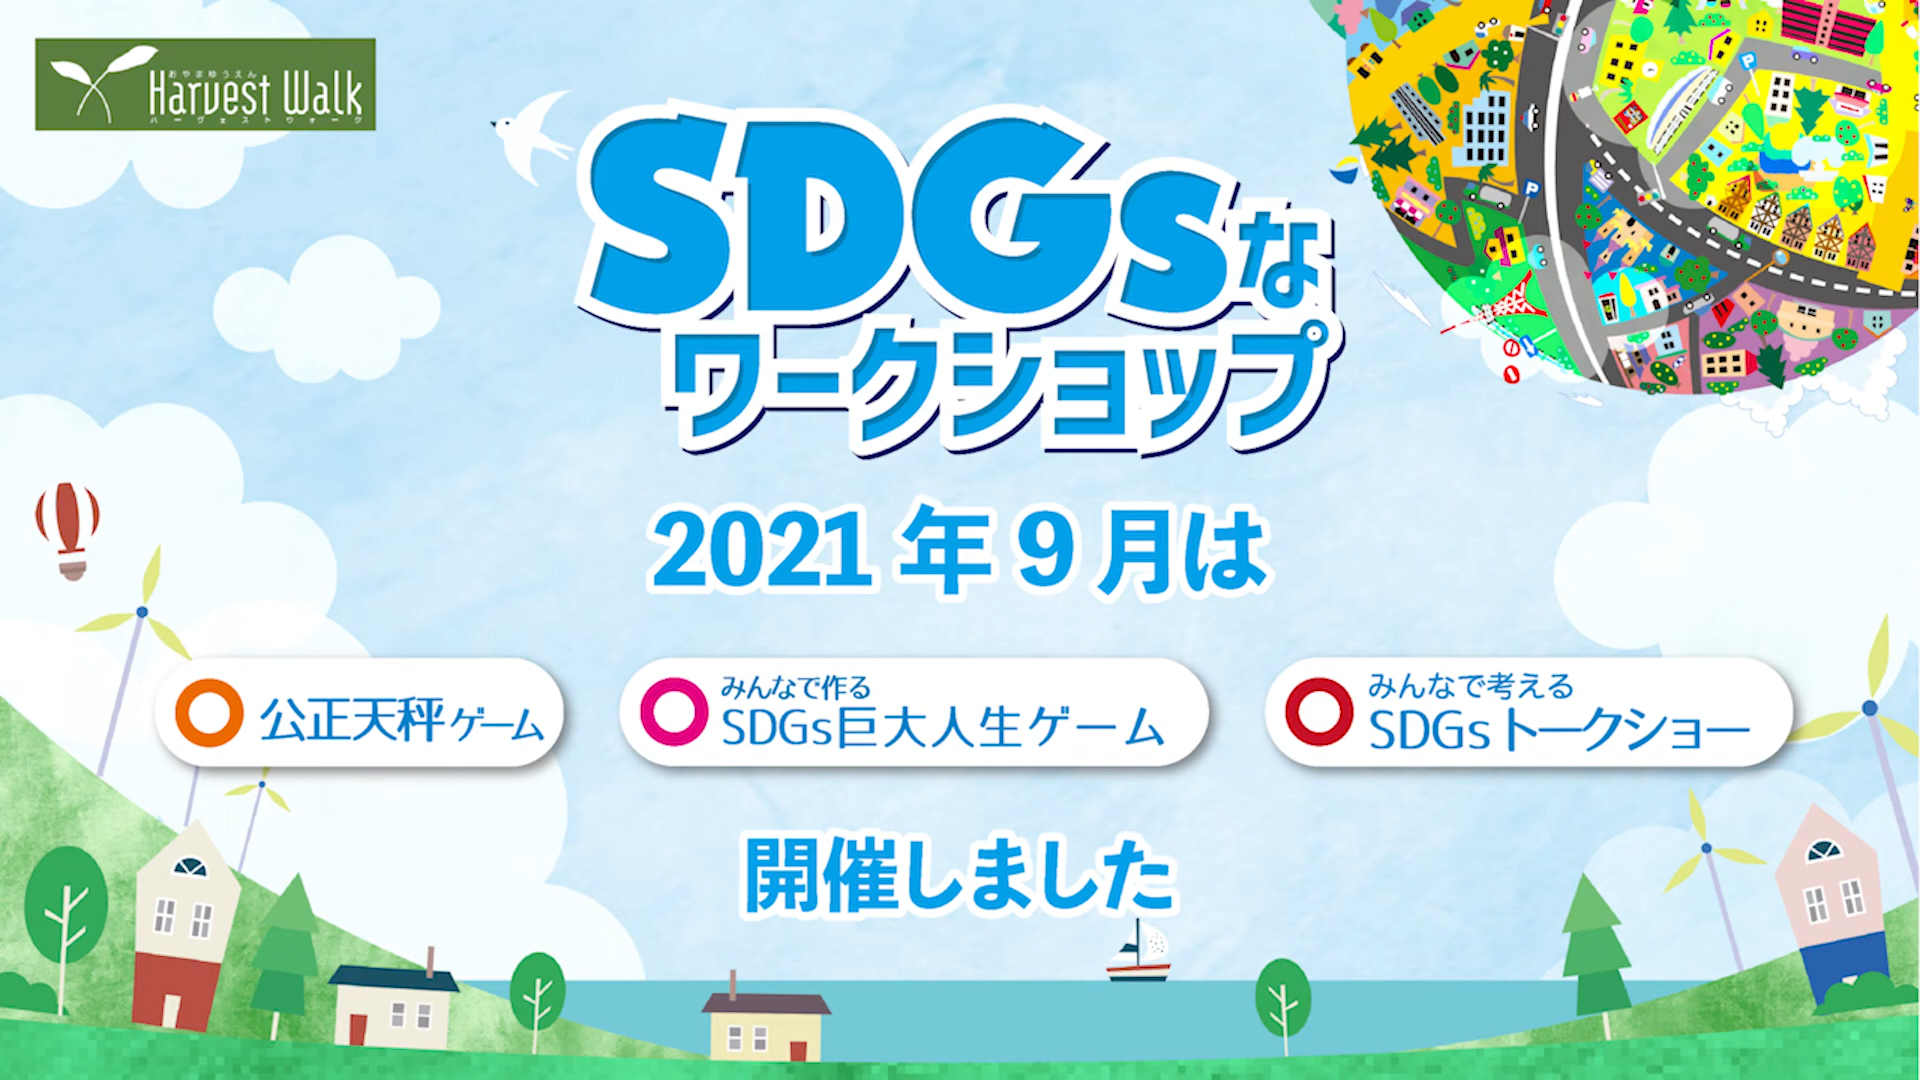 おやまゆうえん
Harvest Walk
ハーヴェストウォーク
SDGsな
ワークショップ
2021年9月は
公正天秤ゲーム
みんなで作る
SDGs巨大人生ゲーム
みんなで考える
SDGsトークショー
開催しました
P
P